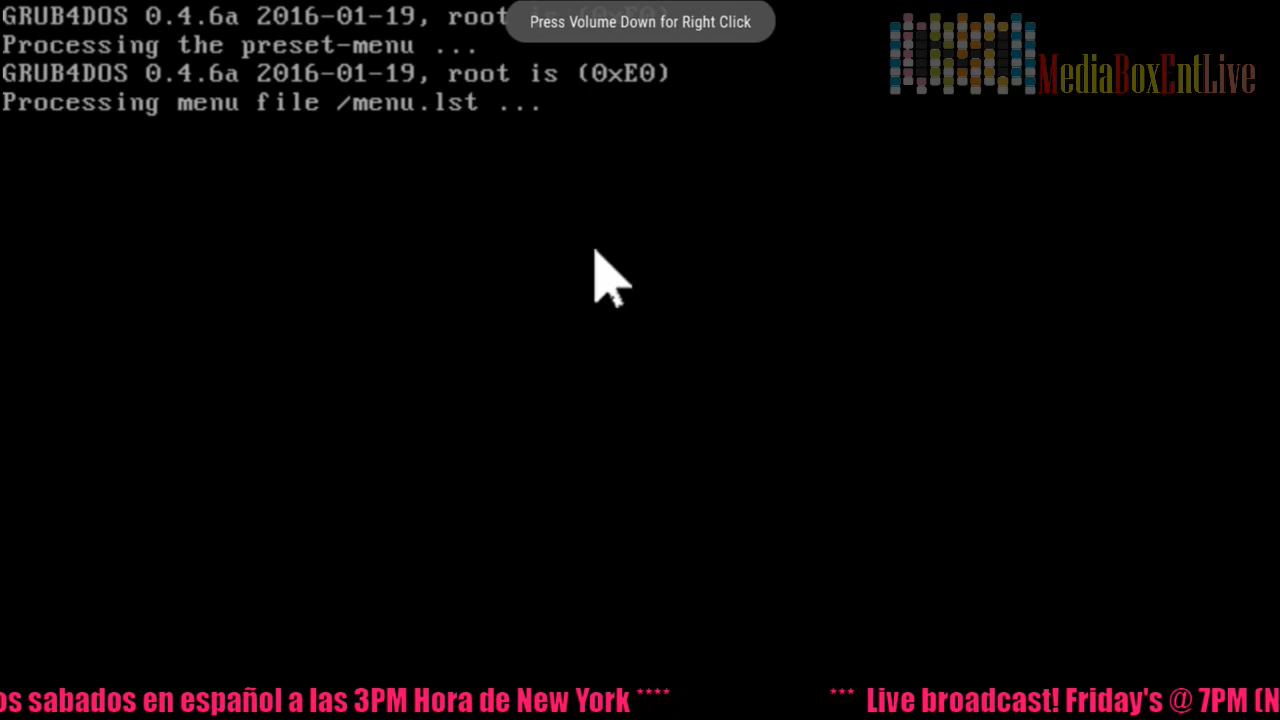 GRUB4DOS 0.4.6a 2016-01-19, root is (0xE0)
Press Volume Down for Right Click
Processing the preset-menu ...
GRUB4DOS 0.4.6a 2016-01-19, root is (0xE0)
Processing menu file /menu.lst ...
MediaBoxEntLive
os sabados en español a las 3PM Hora de New York **** *** Live broadcast! Friday's @ 7PM (N